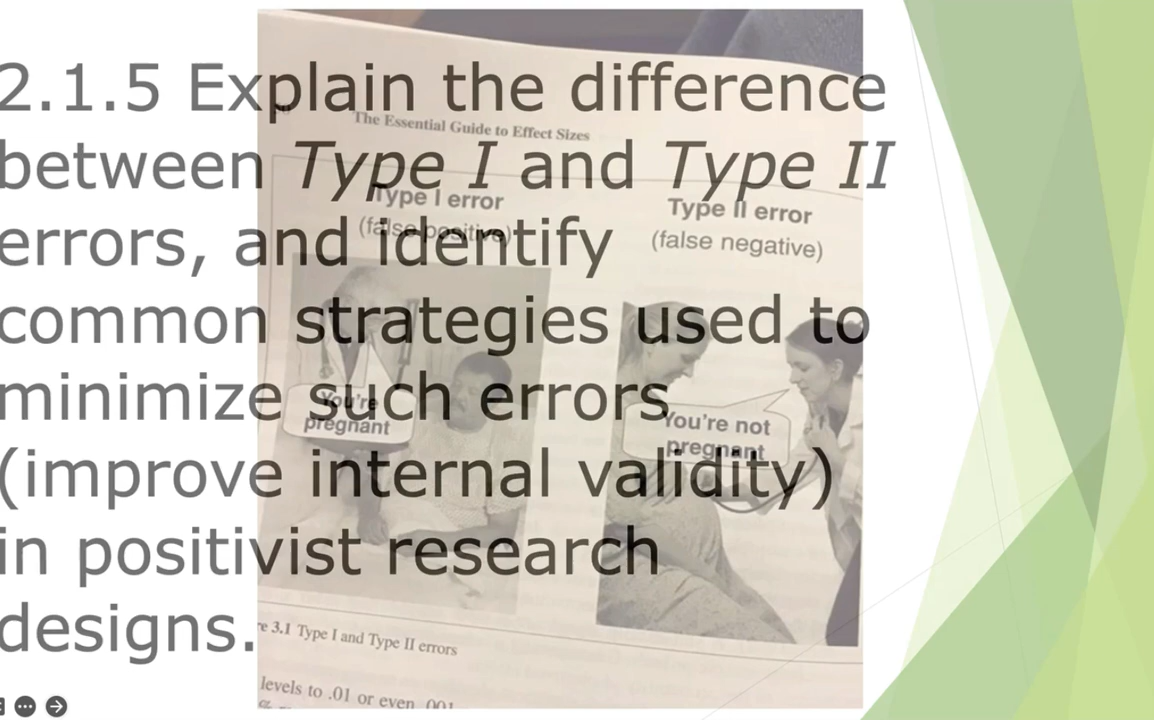 2.1.5 Explain the difference
between Type I and Type II
errors, and identify
common strategies used to
minimize such errors
(improve internal validity)
in positivist research
designs.
The Essential Guide to Effect Sizes
Type I error
(false positive)
Type II error
(false negative)
You're
pregnant
You're not
pregnant
e 3.1 Type I and Type II errors
levels to .01 or even .001